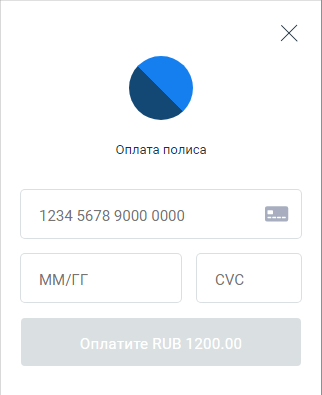 Оплата полиса
1234 5678 9000 0000
ММ/ГГ
CVC
Оплатите RUB 1200.00